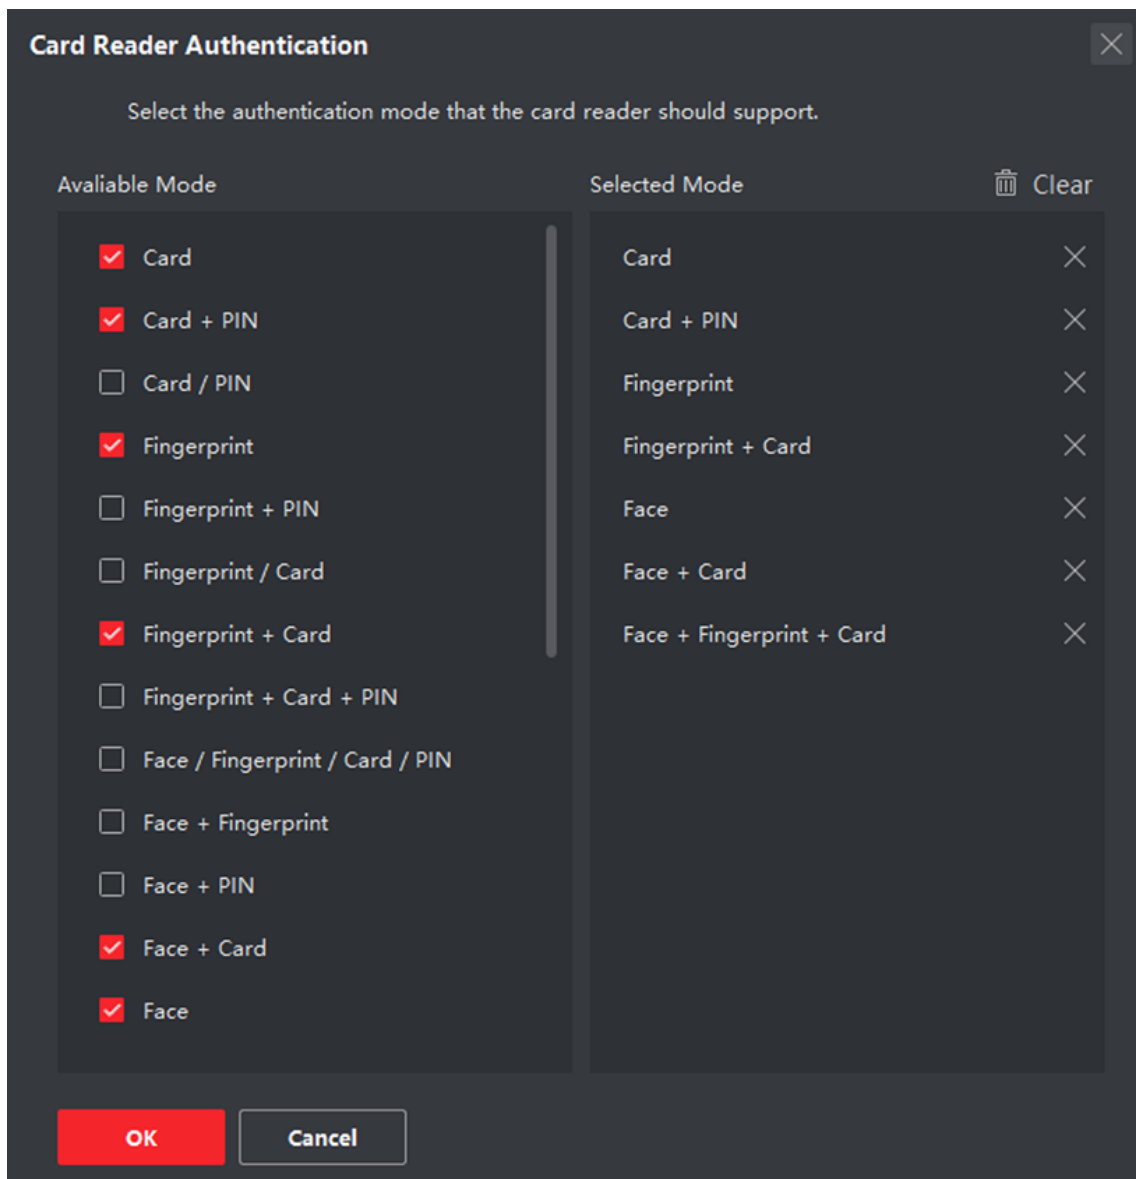 Card Reader Authentication
Select the authentication mode that the card reader should support.
Avaliable Mode
Card
Card + PIN
Card / PIN
Fingerprint
Fingerprint + PIN
Fingerprint / Card
Fingerprint + Card
Fingerprint + Card + PIN
Face / Fingerprint / Card / PIN
Face + Fingerprint
Face + PIN
Face + Card
Face
Selected Mode
Clear
Card
Card + PIN
Fingerprint
Fingerprint + Card
Face
Face + Card
Face + Fingerprint + Card
OK
Cancel